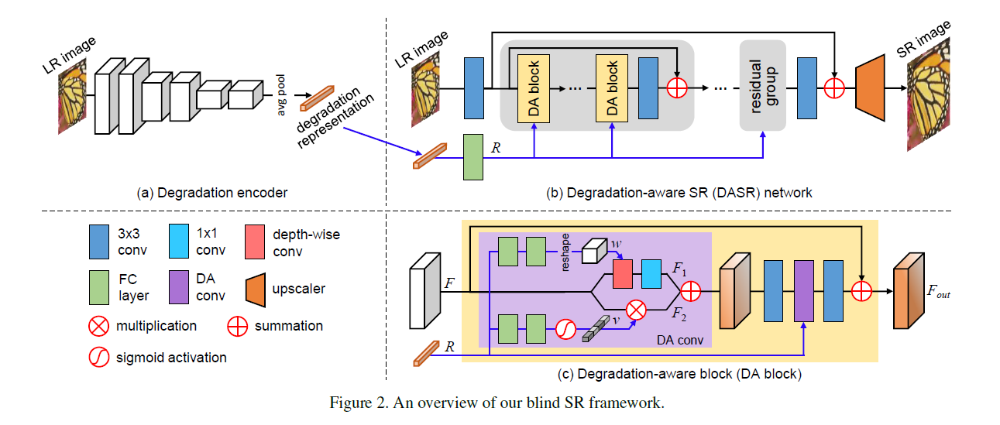 LR image
avg pool
degradation
representation
(a) Degradation encoder
LR image
DA block
...
DA block
...
residual
group
SR image
R
(b) Degradation-aware SR (DASR) network
3x3
conv
1x1
conv
depth-wise
conv
FC
layer
DA
conv
upscaler
multiplication
summation
sigmoid activation
F
R
reshape
w
v
F1
F2
DA conv
Fout
(c) Degradation-aware block (DA block)
Figure 2. An overview of our blind SR framework.